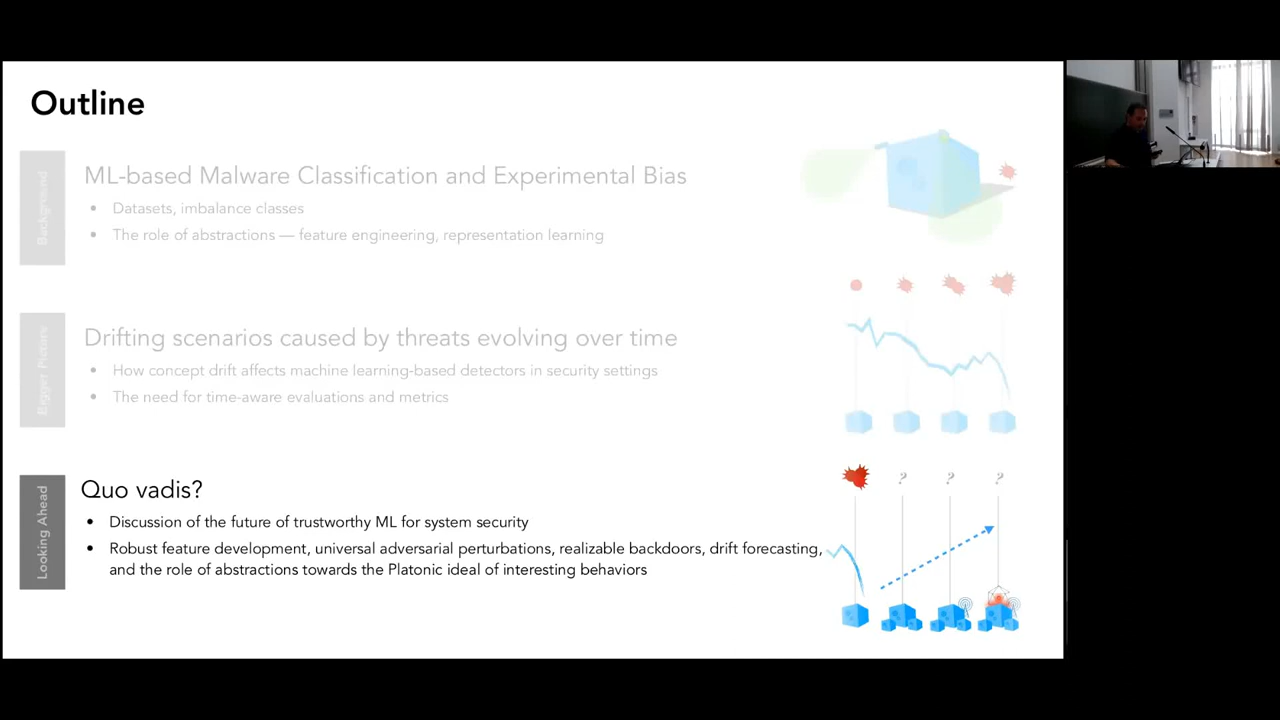 Outline
Background
ML-based Malware Classification and Experimental Bias
• Datasets, imbalance classes
• The role of abstractions — feature engineering, representation learning
Bigger Picture
Drifting scenarios caused by threats evolving over time
• How concept drift affects machine learning-based detectors in security settings
• The need for time-aware evaluations and metrics
Looking Ahead
Quo vadis?
• Discussion of the future of trustworthy ML for system security
• Robust feature development, universal adversarial perturbations, realizable backdoors, drift forecasting,
and the role of abstractions towards the Platonic ideal of interesting behaviors
? ? ?